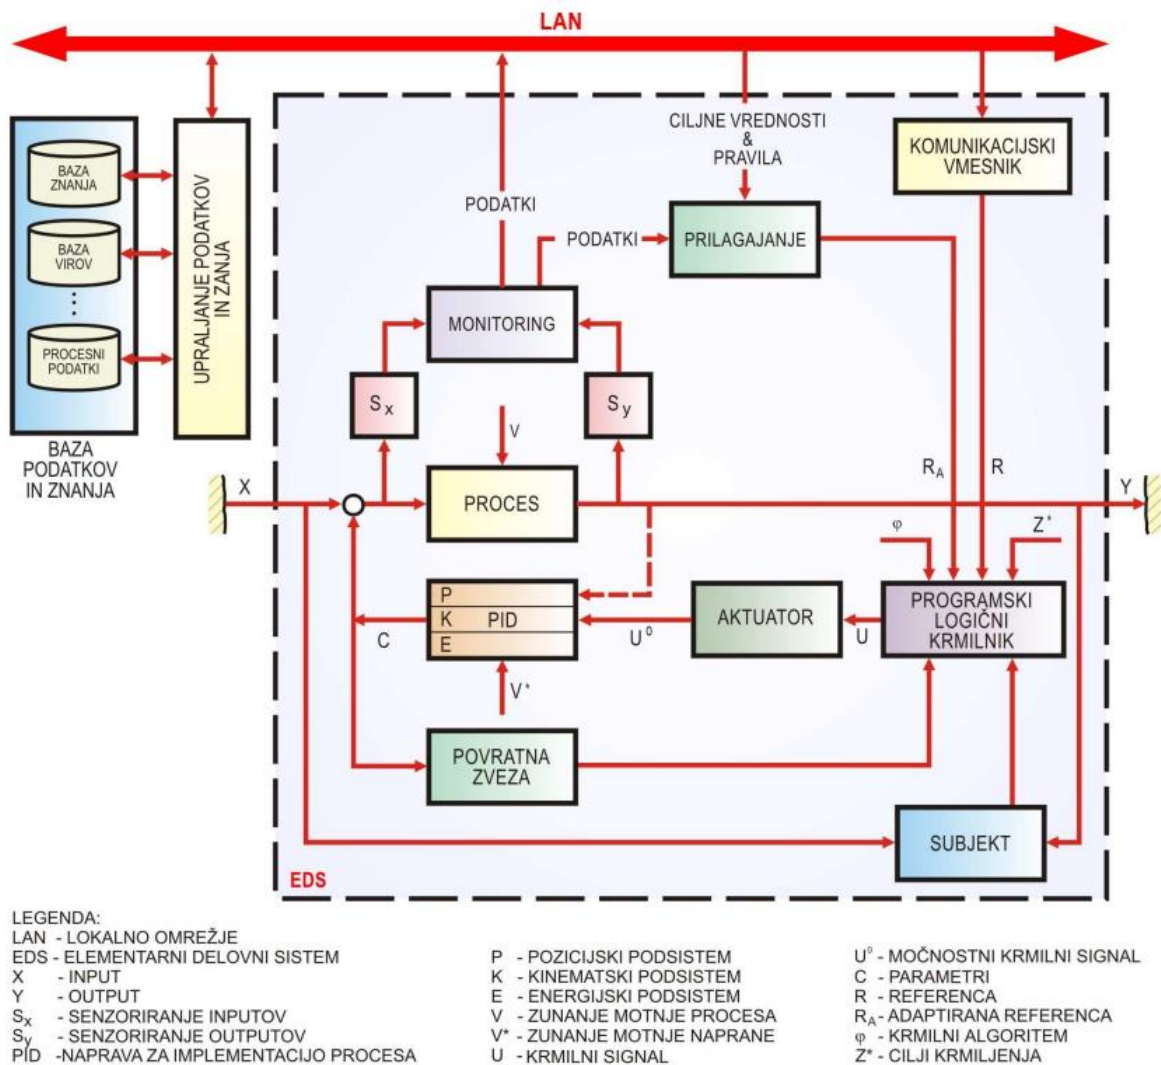 LAN
CILJNE VREDNOSTI
&
PRAVILA
KOMUNIKACIJSKI
VMESNIK
BAZA
ZNANJA
BAZA
VIROV
PROCESNI
PODATKI
UPRALJANJE PODATKOV
IN ZANJA
BAZA
PODATKOV
IN ZNANJA
PODATKI
PODATKI
PRILAGAJANJE
MONITORING
Sx
Sy
V
X
PROCES
RA
R
Y
φ
Z*
P
K
E
PID
C
U⁰
AKTUATOR
U
PROGRAMSKI
LOGIČNI
KRMILNIK
V*
POVRATNA
ZVEZA
SUBJEKT
EDS
LEGENDA:
LAN - LOKALNO OMREŽJE
EDS - ELEMENTARNI DELOVNI SISTEM
X - INPUT
Y - OUTPUT
Sx - SENZORIRANJE INPUTOV
Sy - SENZORIRANJE OUTPUTOV
PID -NAPRAVA ZA IMPLEMENTACIJO PROCESA
P - POZICIJSKI PODSISTEM
K - KINEMATSKI PODSISTEM
E - ENERGIJSKI PODSISTEM
V - ZUNANJE MOTNJE PROCESA
V* - ZUNANJE MOTNJE NAPRANE
U - KRMILNI SIGNAL
U⁰ - MOČNOSTNI KRMILNI SIGNAL
C - PARAMETRI
R - REFERENCA
RA - ADAPTIRANA REFERENCA
φ - KRMILNI ALGORITEM
Z* - CILJI KRMILJENJA